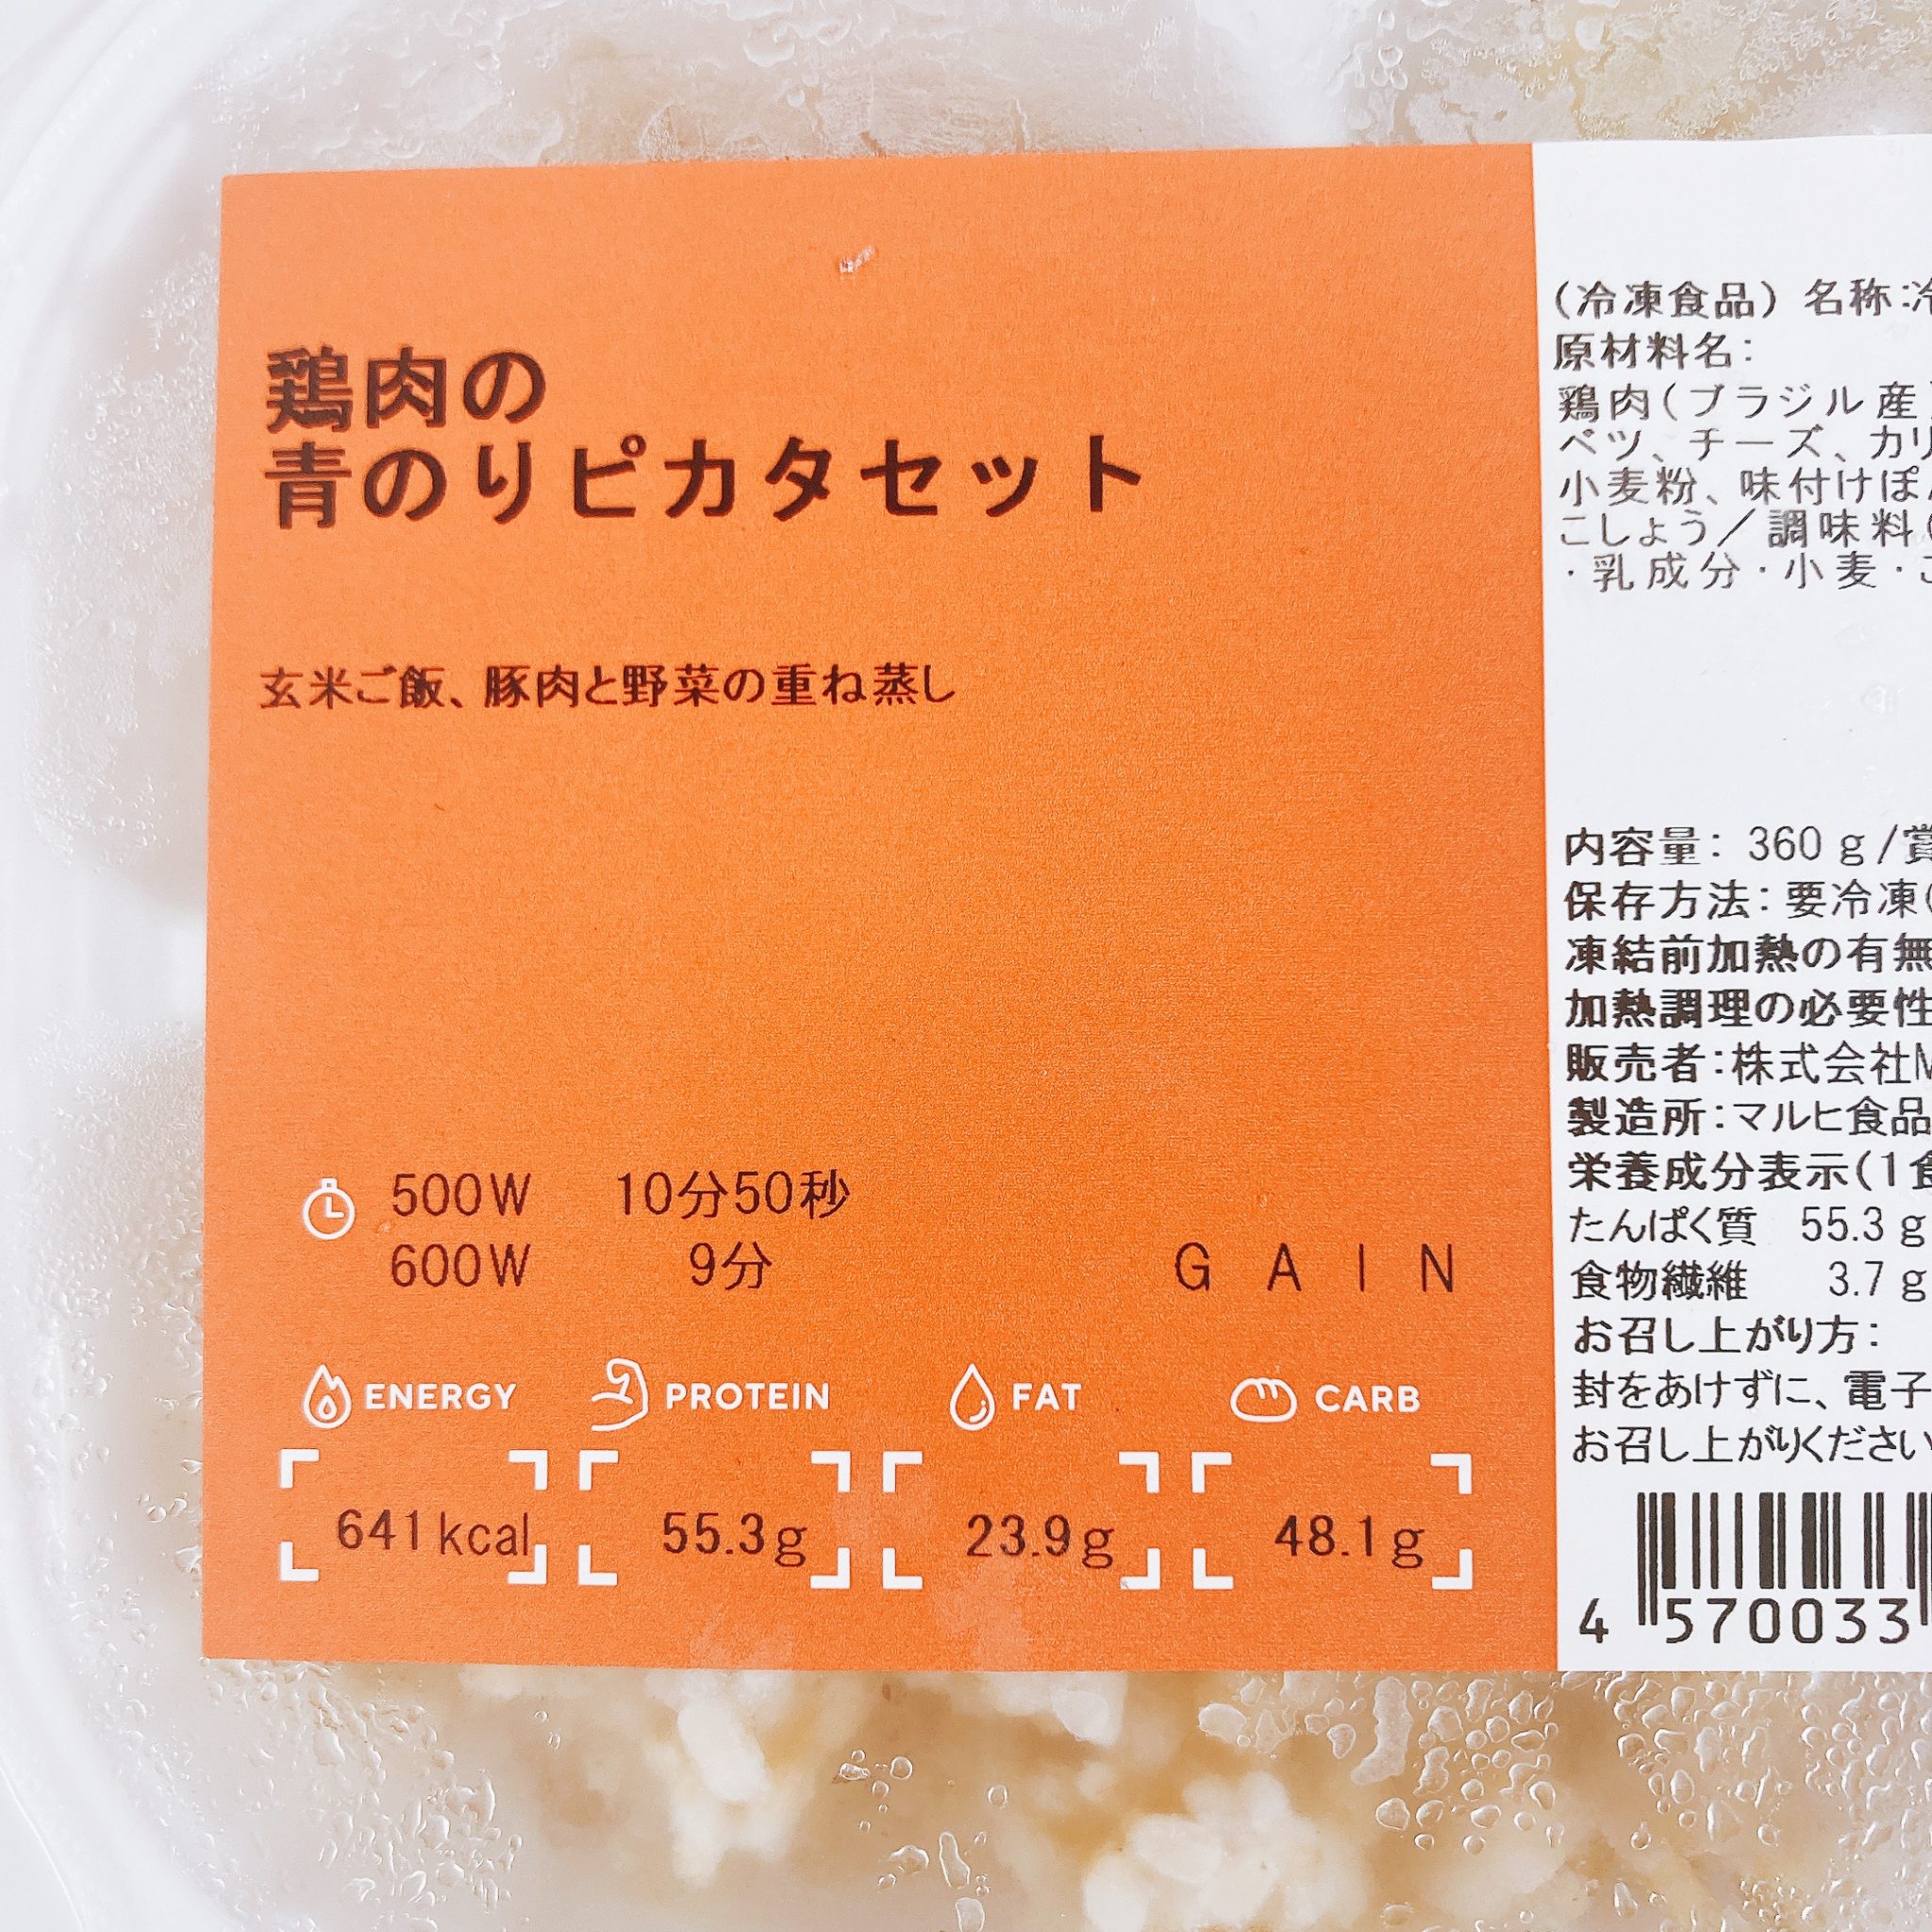 鶏肉の
青のりピカタセット
玄米ご飯、豚肉と野菜の重ね蒸し
500W 10分50秒
600W 9分
GAIN
ENERGY PROTEIN FAT CARB
641kcal 55.3g 23.9g 48.1g
(冷凍食品) 名称:冷
原材料名:
鶏肉(ブラジル産
ベツ、チーズ、カリ
小麦粉、味付けぽ
こしょう/調味料(
・乳成分・小麦・ご
内容量: 360g/賞
保存方法:要冷凍(
凍結前加熱の有無
加熱調理の必要性
販売者:株式会社M
製造所:マルヒ食品
栄養成分表示(1食
たんぱく質 55.3g
食物繊維 3.7g
お召し上がり方:
封をあけずに、電子
お召し上がりください
4 570033